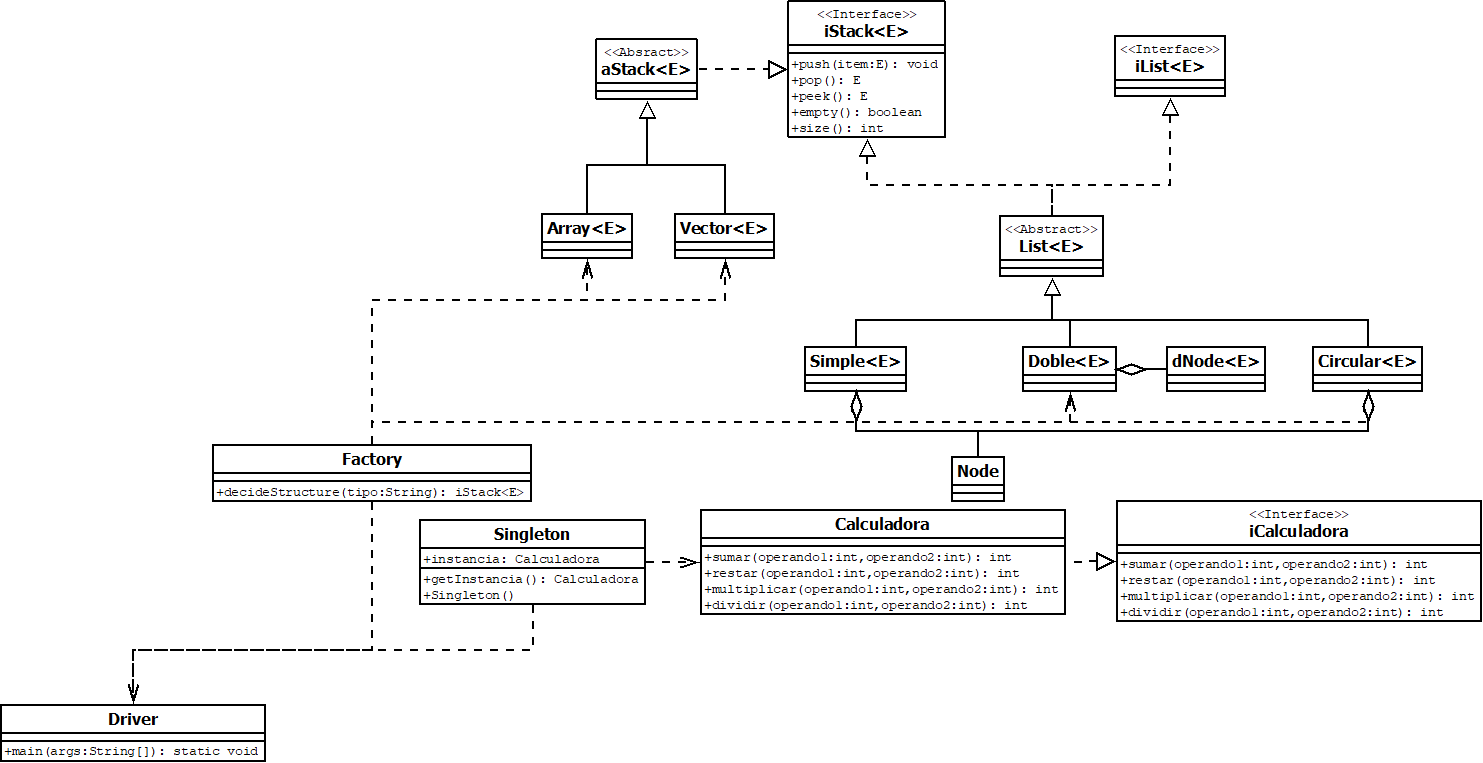 <<Interface>>
iStack<E>
+push(item:E): void
+pop(): E
+peek(): E
+empty(): boolean
+size(): int
<<Absract>>
aStack<E>
<<Interface>>
iList<E>
Array<E>
Vector<E>
<<Abstract>>
List<E>
Simple<E>
Doble<E>
dNode<E>
Circular<E>
Factory
+decideStructure(tipo:String): iStack<E>
Node
Singleton
+instancia: Calculadora
+getInstancia(): Calculadora
+Singleton()
Calculadora
+sumar(operando1:int,operando2:int): int
+restar(operando1:int,operando2:int): int
+multiplicar(operando1:int,operando2:int): int
+dividir(operando1:int,operando2:int): int
<<Interface>>
iCalculadora
+sumar(operando1:int,operando2:int): int
+restar(operando1:int,operando2:int): int
+multiplicar(operando1:int,operando2:int): int
+dividir(operando1:int,operando2:int): int
Driver
+main(args:String[]): static void